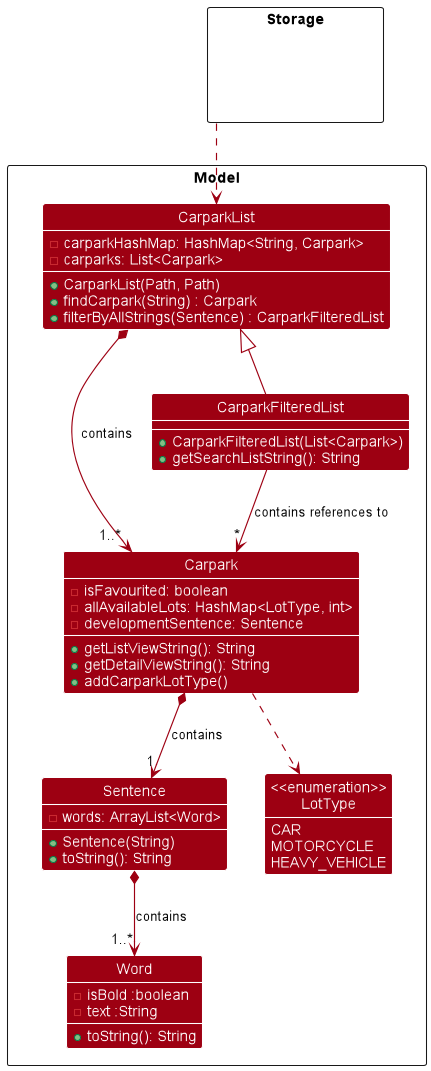 Storage
Model
CarparkList
carparkHashMap: HashMap<String, Carpark>
carparks: List<Carpark>
CarparkList(Path, Path)
findCarpark(String) : Carpark
filterByAllStrings(Sentence) : CarparkFilteredList
CarparkFilteredList
CarparkFilteredList(List<Carpark>)
getSearchListString(): String
contains
contains references to
1..*
*
Carpark
isFavourited: boolean
allAvailableLots: HashMap<LotType, int>
developmentSentence: Sentence
getListViewString(): String
getDetailViewString(): String
addCarparkLotType()
contains
1
Sentence
words: ArrayList<Word>
Sentence(String)
toString(): String
<<enumeration>>
LotType
CAR
MOTORCYCLE
HEAVY_VEHICLE
contains
1..*
Word
isBold :boolean
text :String
toString(): String